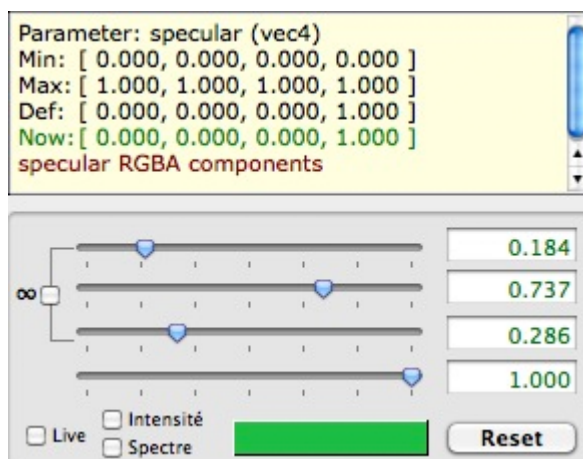 Parameter: specular (vec4)
Min: [ 0.000, 0.000, 0.000, 0.000 ]
Max: [ 1.000, 1.000, 1.000, 1.000 ]
Def: [ 0.000, 0.000, 0.000, 1.000 ]
Now: [ 0.000, 0.000, 0.000, 1.000 ]
specular RGBA components
0.184
∞
0.737
0.286
1.000
Live
Intensité
Spectre
Reset